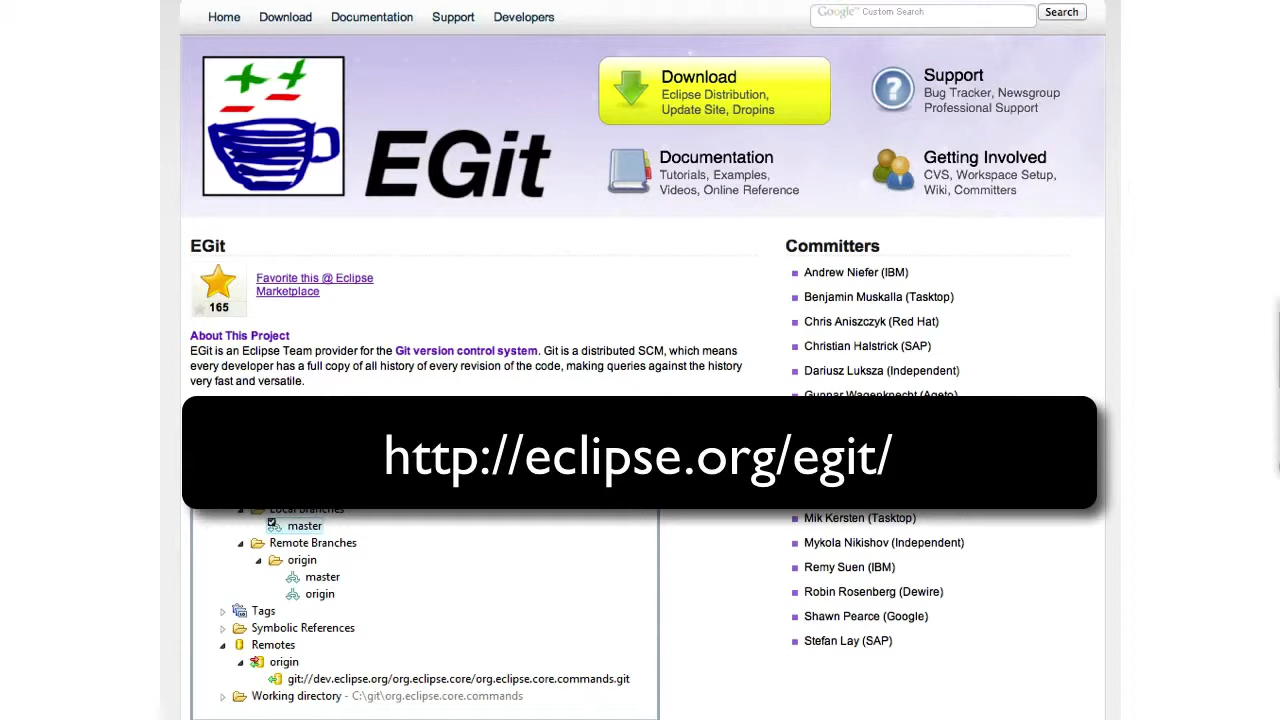 Home Download Documentation Support Developers
Google™ Custom Search
Search
EGit
Download
Eclipse Distribution,
Update Site, Dropins
Support
Bug Tracker, Newsgroup
Professional Support
Documentation
Tutorials, Examples,
Videos, Online Reference
Getting Involved
CVS, Workspace Setup,
Wiki, Committers
EGit
165
Favorite this @ Eclipse
Marketplace
About This Project
EGit is an Eclipse Team provider for the Git version control system. Git is a distributed SCM, which means
every developer has a full copy of all history of every revision of the code, making queries against the history
very fast and versatile.
http://eclipse.org/egit/
Local Branches
master
Remote Branches
origin
master
origin
Tags
Symbolic References
Remotes
origin
git://dev.eclipse.org/org.eclipse.core/org.eclipse.core.commands.git
Working directory - C:\git\org.eclipse.core.commands
Committers
Andrew Niefer (IBM)
Benjamin Muskalla (Tasktop)
Chris Aniszczyk (Red Hat)
Christian Halstrick (SAP)
Dariusz Luksza (Independent)
Gunnar Wagenknecht (Ageto)
Mik Kersten (Tasktop)
Mykola Nikishov (Independent)
Remy Suen (IBM)
Robin Rosenberg (Dewire)
Shawn Pearce (Google)
Stefan Lay (SAP)